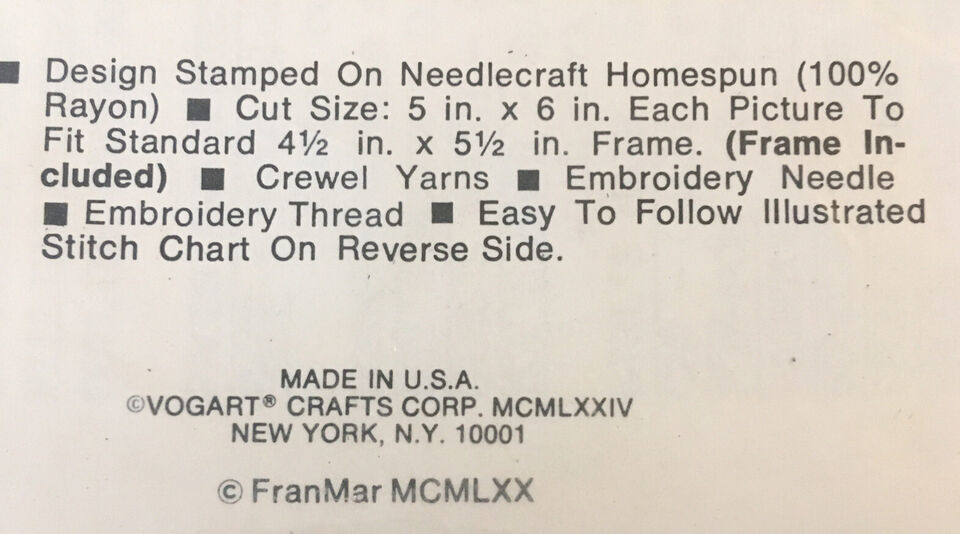 ■ Design Stamped On Needlecraft Homespun (100%
Rayon) ■ Cut Size: 5 in. x 6 in. Each Picture To
Fit Standard 4½ in. x 5½ in. Frame. (Frame In-
cluded) ■ Crewel Yarns ■ Embroidery Needle
■ Embroidery Thread ■ Easy To Follow Illustrated
Stitch Chart On Reverse Side.
MADE IN U.S.A.
©VOGART® CRAFTS CORP. MCMLXXIV
NEW YORK, N.Y. 10001
© FranMar MCMLXX